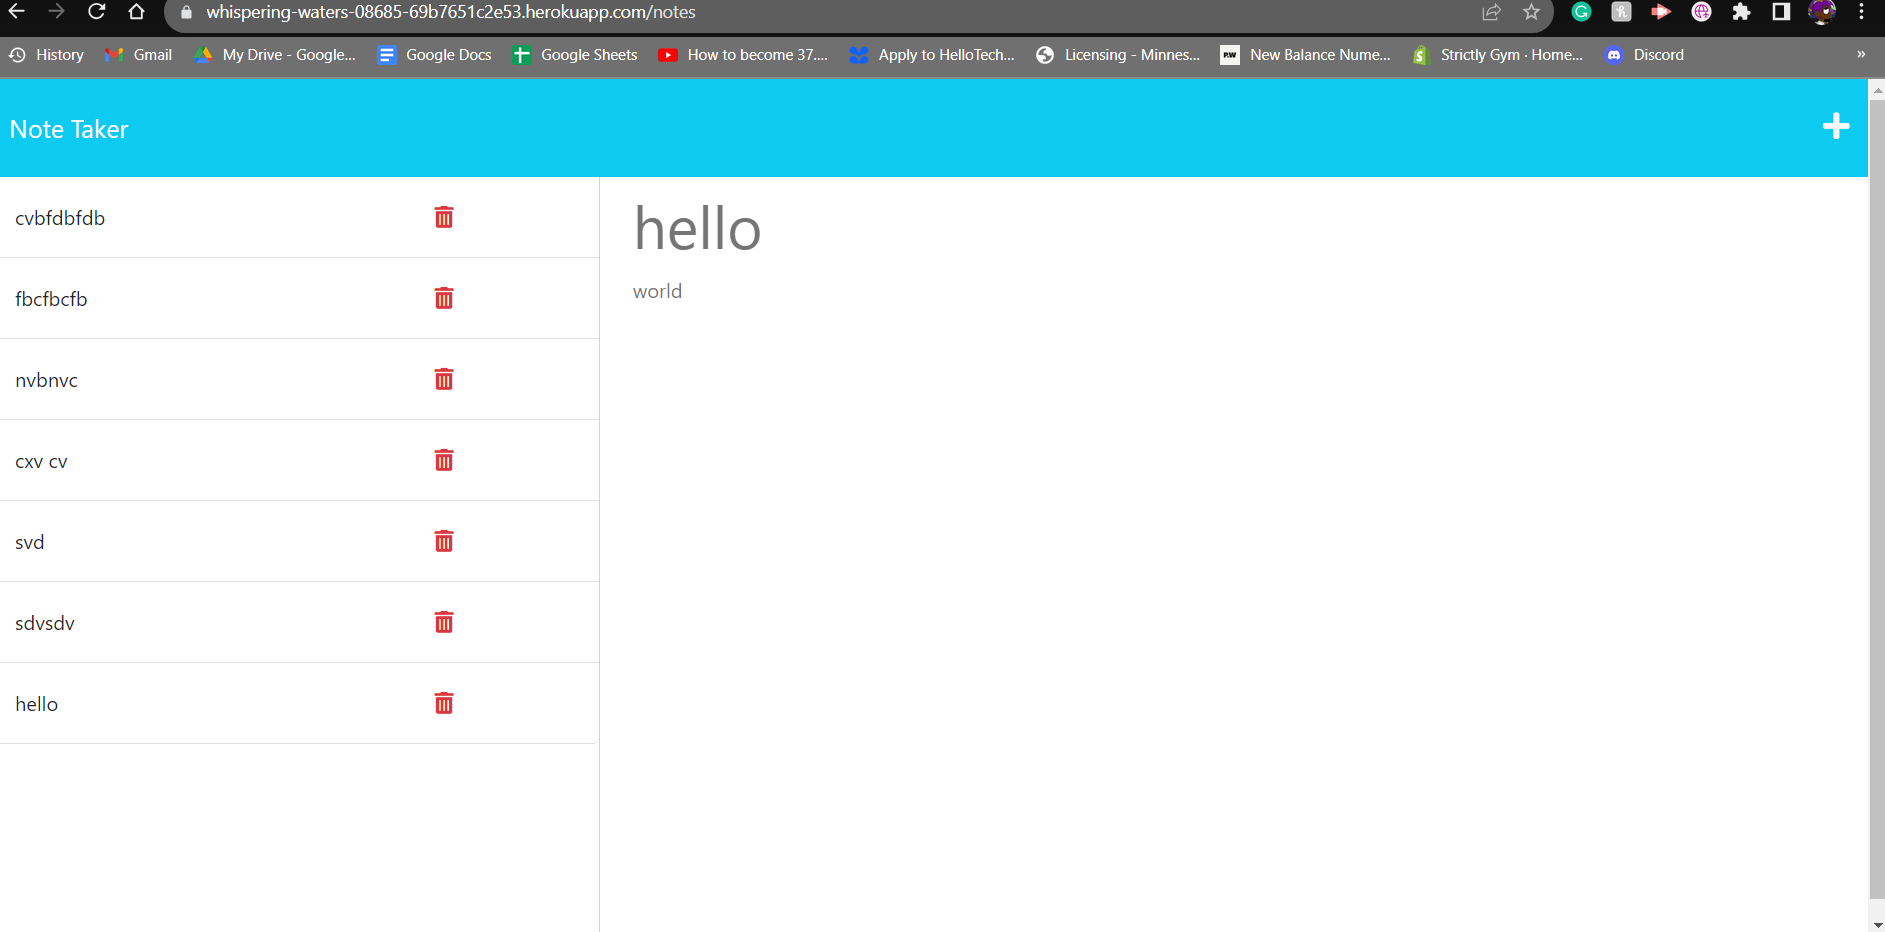 whispering-waters-08685-69b7651c2e53.herokuapp.com/notes
History Gmail My Drive - Google... Google Docs Google Sheets How to become 37.... Apply to HelloTech... Licensing - Minnes... PW New Balance Nume... Strictly Gym · Home... Discord »
Note Taker
cvbfdbfdb
fbcfbcfb
nvbnvc
cxv cv
svd
sdvsdv
hello
hello
world